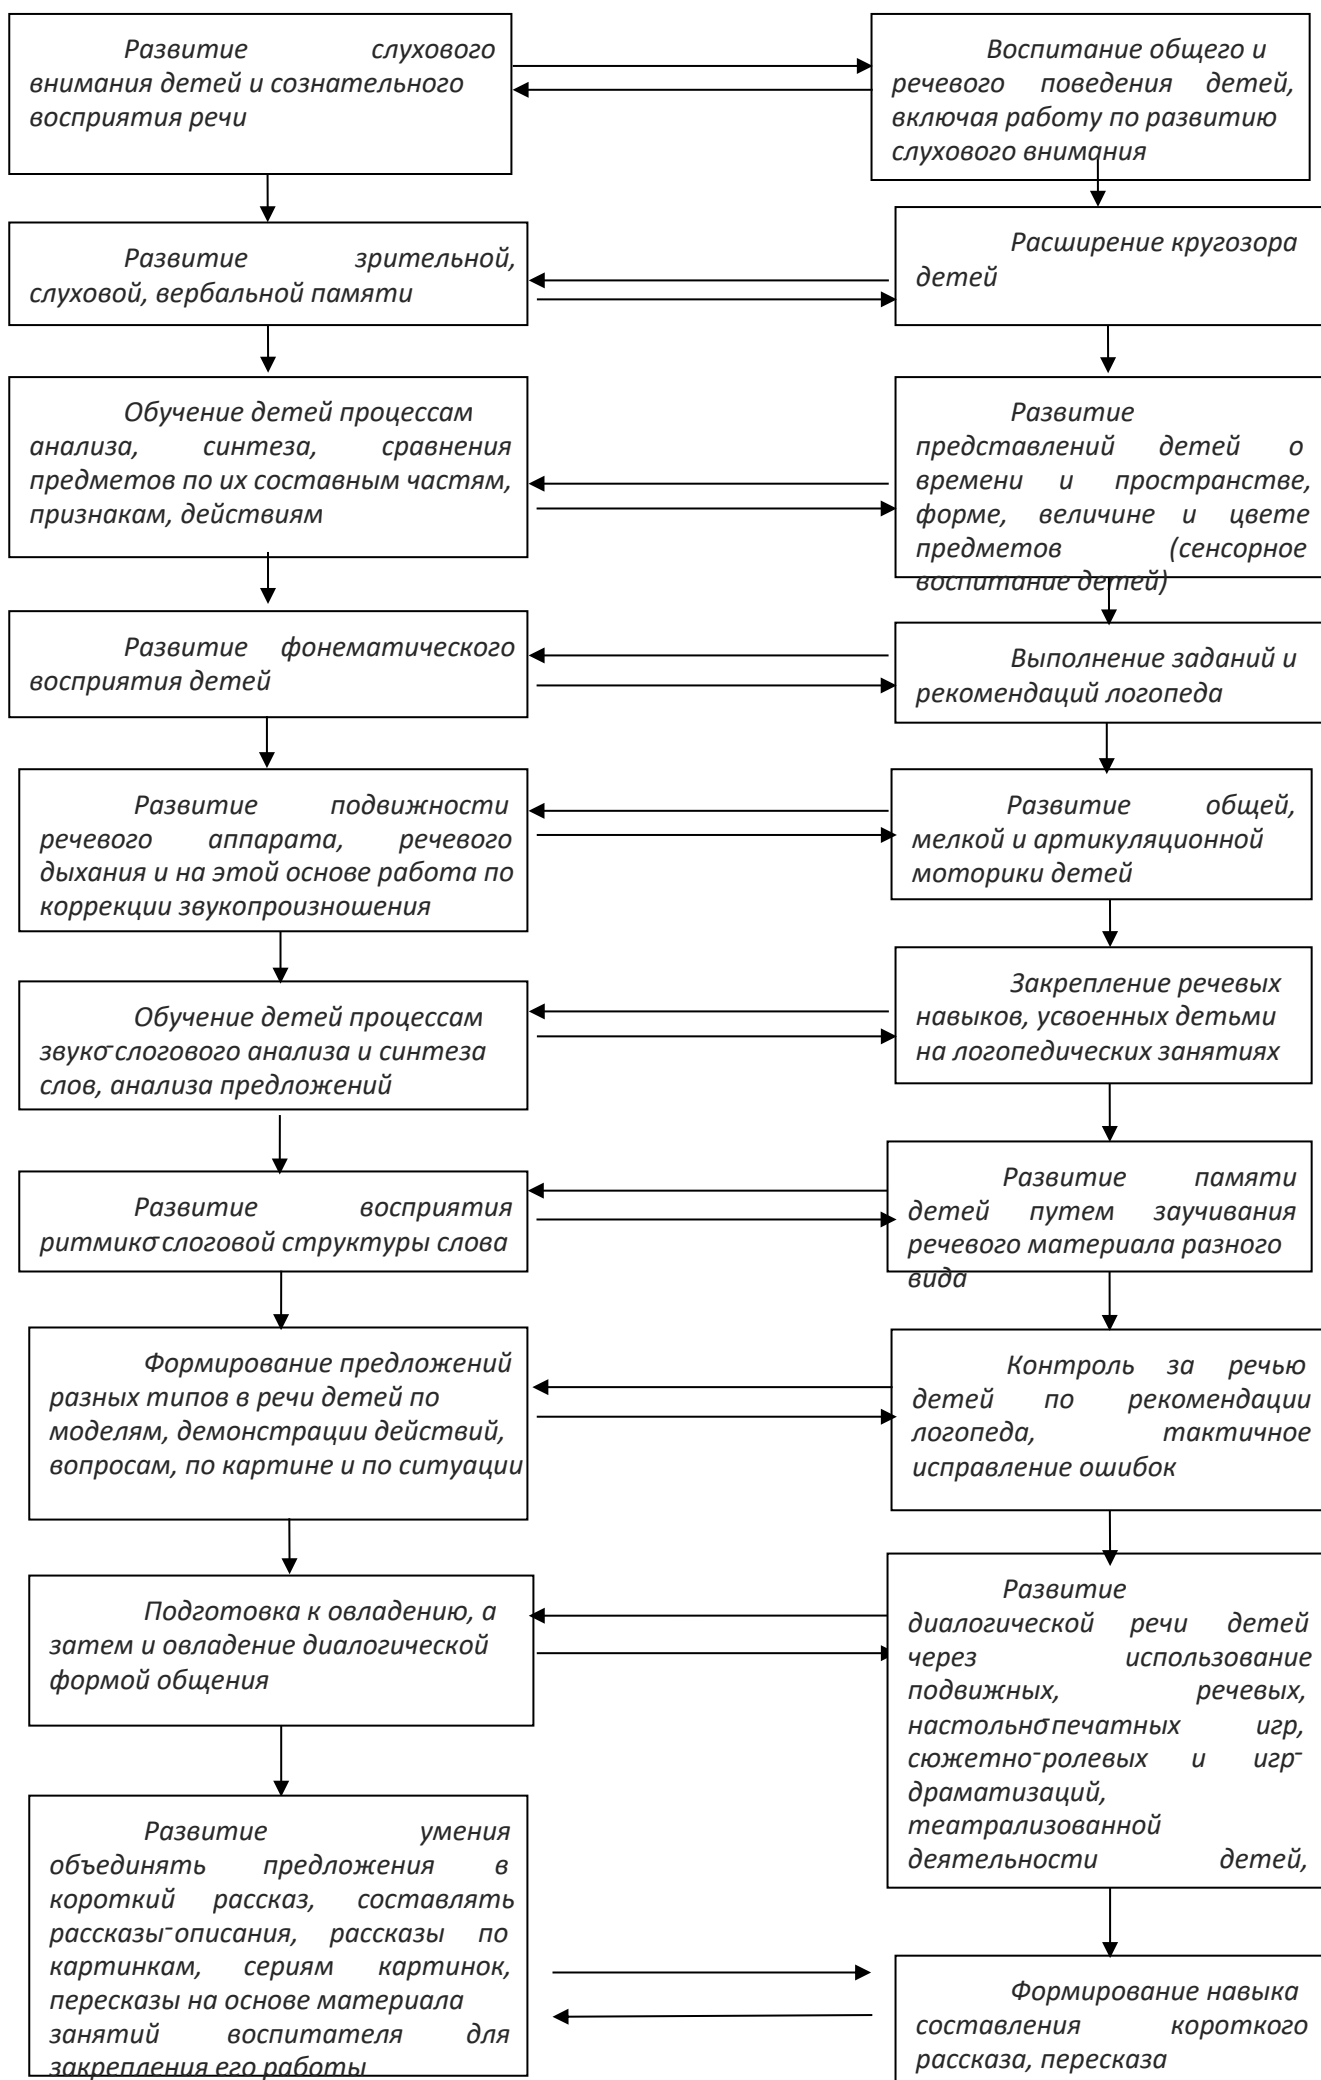 Развитие слухового
внимания детей и сознательного
восприятия речи
Воспитание общего и
речевого поведения детей,
включая работу по развитию
слухового внимания
Развитие зрительной,
слуховой, вербальной памяти
Расширение кругозора
детей
Обучение детей процессам
анализа, синтеза, сравнения
предметов по их составным частям,
признакам, действиям
Развитие
представлений детей о
времени и пространстве,
форме, величине и цвете
предметов (сенсорное
воспитание детей)
Развитие фонематического
восприятия детей
Выполнение заданий и
рекомендаций логопеда
Развитие подвижности
речевого аппарата, речевого
дыхания и на этой основе работа по
коррекции звукопроизношения
Развитие общей,
мелкой и артикуляционной
моторики детей
Обучение детей процессам
звуко-слогового анализа и синтеза
слов, анализа предложений
Закрепление речевых
навыков, усвоенных детьми
на логопедических занятиях
Развитие восприятия
ритмико-слоговой структуры слова
Развитие памяти
детей путем заучивания
речевого материала разного
вида
Формирование предложений
разных типов в речи детей по
моделям, демонстрации действий,
вопросам, по картине и по ситуации
Контроль за речью
детей по рекомендации
логопеда, тактичное
исправление ошибок
Подготовка к овладению, а
затем и овладение диалогической
формой общения
Развитие
диалогической речи детей
через использование
подвижных, речевых,
настольно-печатных игр,
сюжетно-ролевых и игр-
драматизаций,
театрализованной
деятельности детей,
Развитие умения
объединять предложения в
короткий рассказ, составлять
рассказы-описания, рассказы по
картинкам, сериям картинок,
пересказы на основе материала
занятий воспитателя для
закрепления его работы
Формирование навыка
составления короткого
рассказа, пересказа